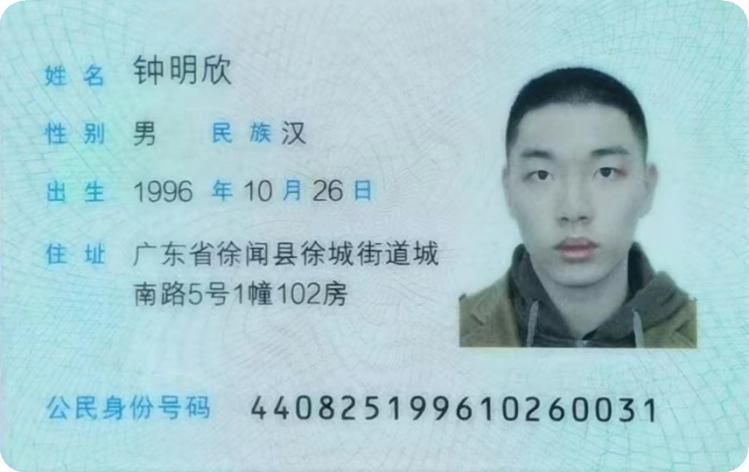 姓名 钟明欣
性别 男 民族 汉
出生 1996 年 10 月 26 日
住址 广东省徐闻县徐城街道城
南路5号1幢102房
公民身份号码 440825199610260031